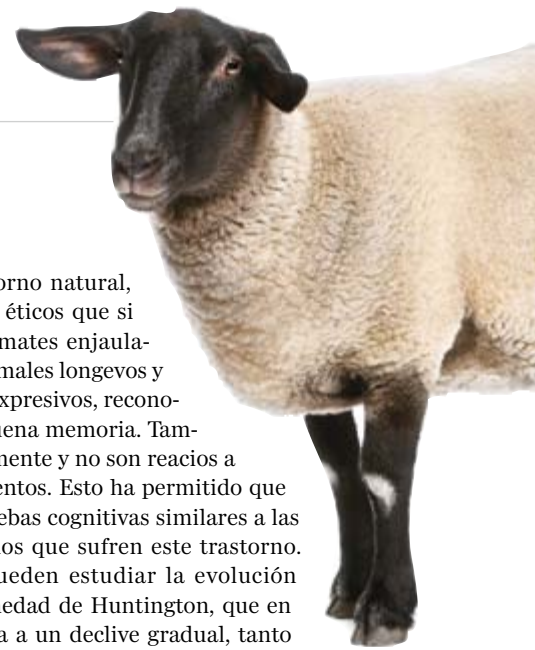 orno natural,
éticos que si
mates enjaula-
males longevos y
xpresivos, recono-
uena memoria. Tam-
mente y no son reacios a
entos. Esto ha permitido que
ebas cognitivas similares a las
os que sufren este trastorno.
ueden estudiar la evolución
edad de Huntington, que en
a a un declive gradual, tanto